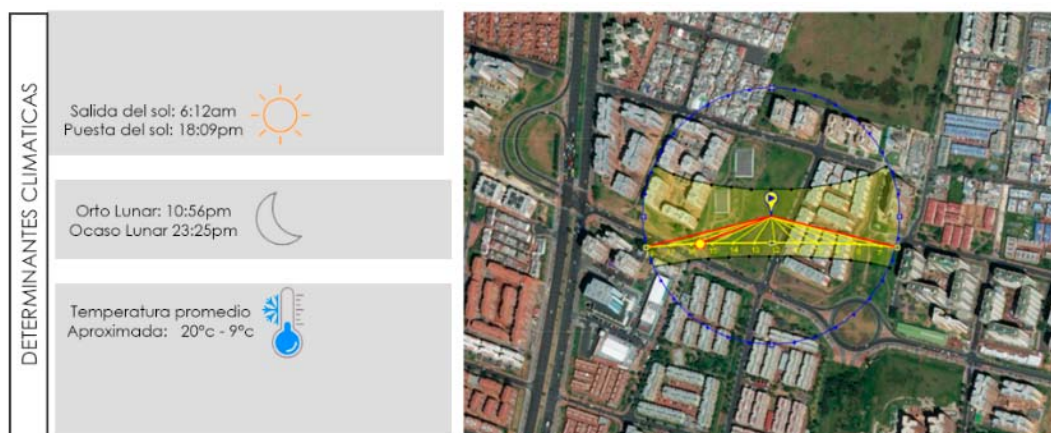 DETERMINANTES CLIMATICAS
Salida del sol: 6:12am
Puesta del sol: 18:09pm
Orto Lunar: 10:56pm
Ocaso Lunar 23:25pm
Temperatura promedio
Aproximada: 20°c - 9°c